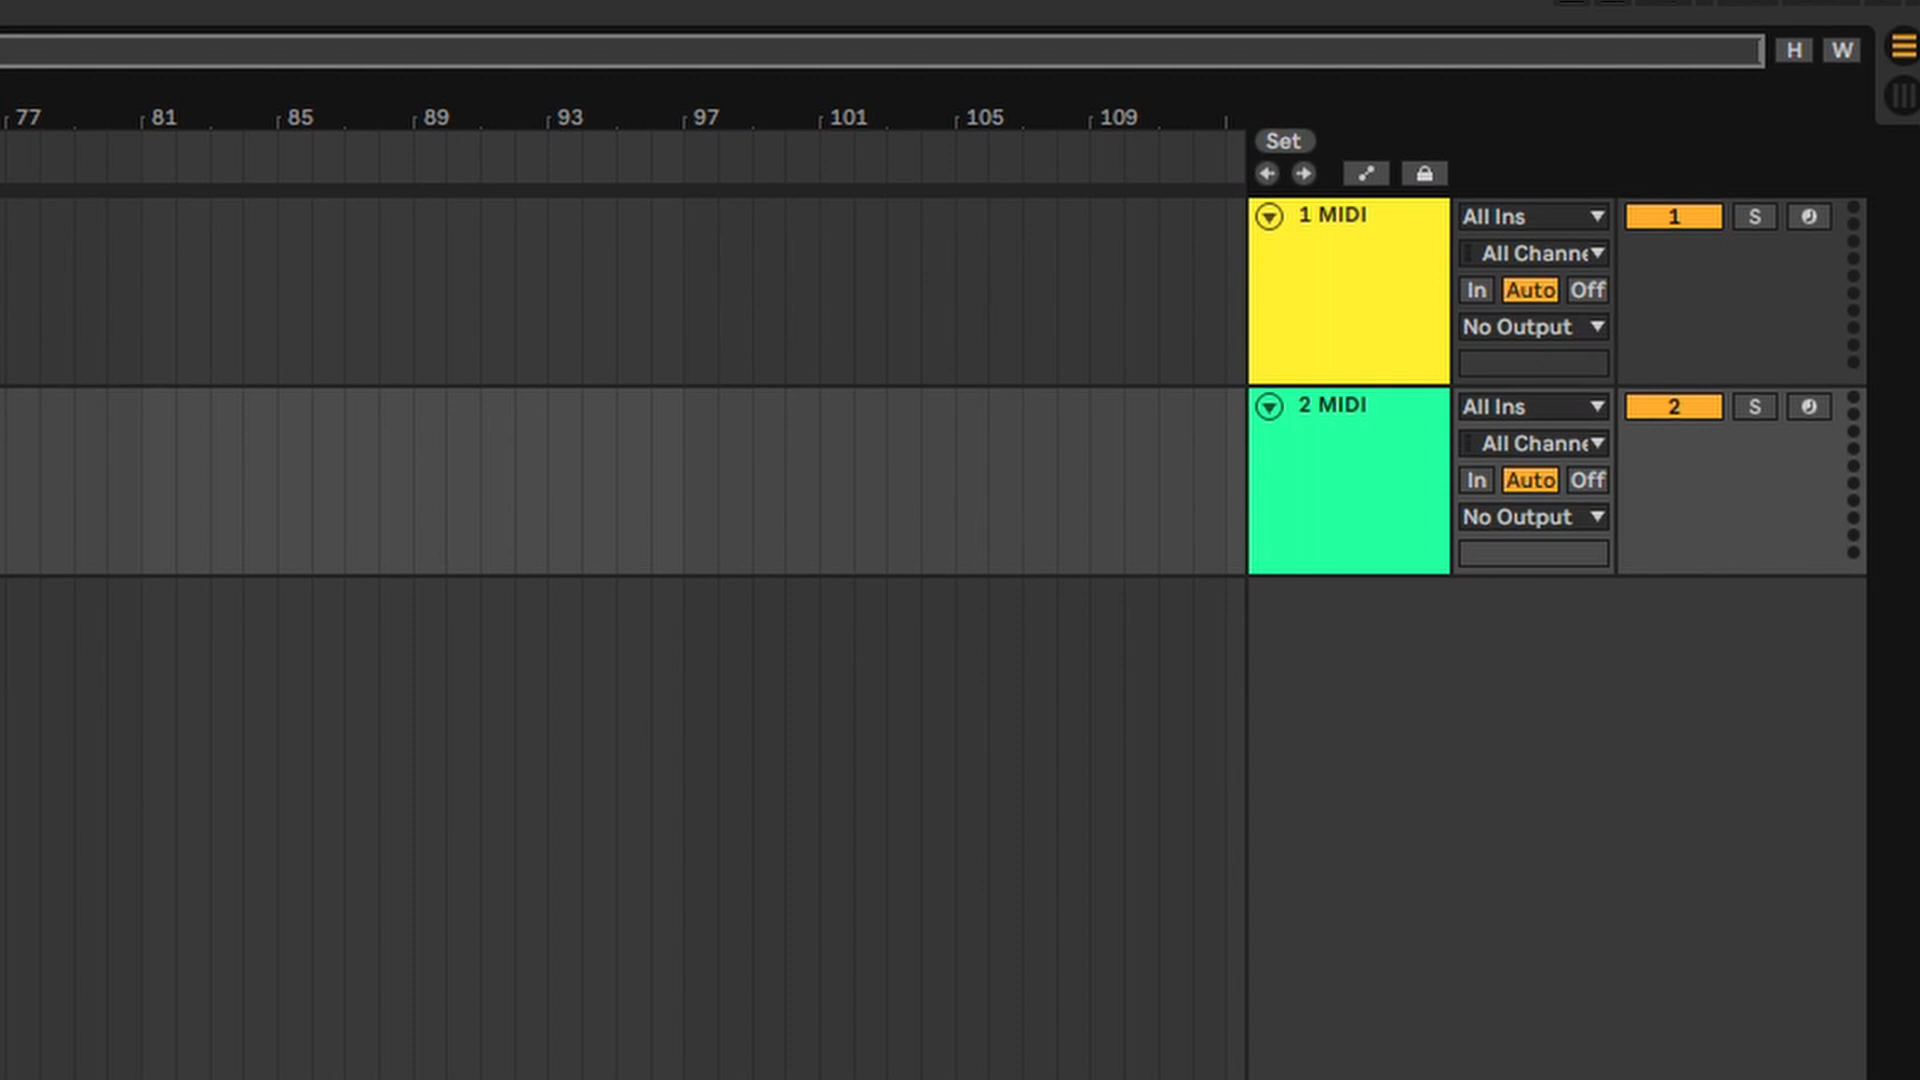 H W
77 81 85 89 93 97 101 105 109
Set
1 MIDI All Ins 1 S
All Channe
In Auto Off
No Output
2 MIDI All Ins 2 S
All Channe
In Auto Off
No Output